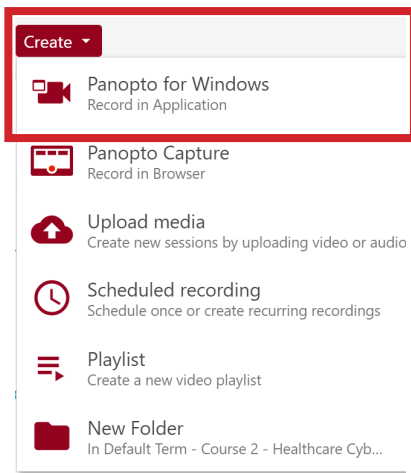 Create
Panopto for Windows
Record in Application
Panopto Capture
Record in Browser
Upload media
Create new sessions by uploading video or audio
Scheduled recording
Schedule once or create recurring recordings
Playlist
Create a new video playlist
New Folder
In Default Term - Course 2 - Healthcare Cyb...